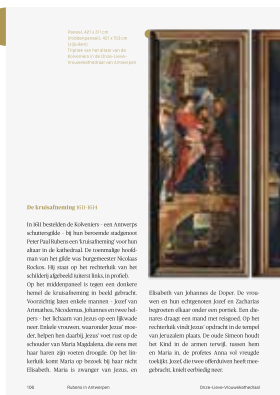 Paneel, 421 x 311 cm
(middenpaneel), 421 x 153 cm
(zijluiken)
Triptiek van het altaar van de
Kolveniers in de Onze-Lieve-
Vrouwekathedraal van Antwerpen
De kruisafneming 1611-1614
In 1611 bestelden de Kolveniers - een Antwerps
schuttersgilde - bij hun beroemde stadgenoot
Peter Paul Rubens een 'kruisafneming' voor hun
altaar in de kathedraal. De toenmalige hoofd-
man van het gilde was burgemeester Nicolaas
Rockox. Hij staat op het rechterluik van het
schilderij afgebeeld (uiterst links, in profiel).
Op het middenpaneel is tegen een donkere
hemel de kruisafneming in beeld gebracht.
Voorzichtig laten enkele mannen - Jozef van
Arimathea, Nicodemus, Johannes en twee hel-
pers - het lichaam van Jezus op een lijkwade
neer. Enkele vrouwen, waaronder Jezus' moe-
der, helpen hen daarbij. Jezus' voet rust op de
schouder van Maria Magdalena, die eens met
haar haren zijn voeten droogde. Op het lin-
kerluik komt Maria op bezoek bij haar nicht
Elisabeth. Maria is zwanger van Jezus, en
Elisabeth van Johannes de Doper. De vrou-
wen en hun echtgenoten Jozef en Zacharias
begroeten elkaar onder een portiek. Een die-
nares draagt een mand met reisgoed. Op het
rechterluik vindt Jezus' opdracht in de tempel
van Jeruzalem plaats. De oude Simeon houdt
het Kind in de armen terwijl, tussen hem
en Maria in, de profetes Anna vol vreugde
toekijkt. Jozef, die twee offerduiven heeft mee-
gebracht, knielt eerbiedig neer.
106 Rubens in Antwerpen
Onze-Lieve-Vrouwekathedraal